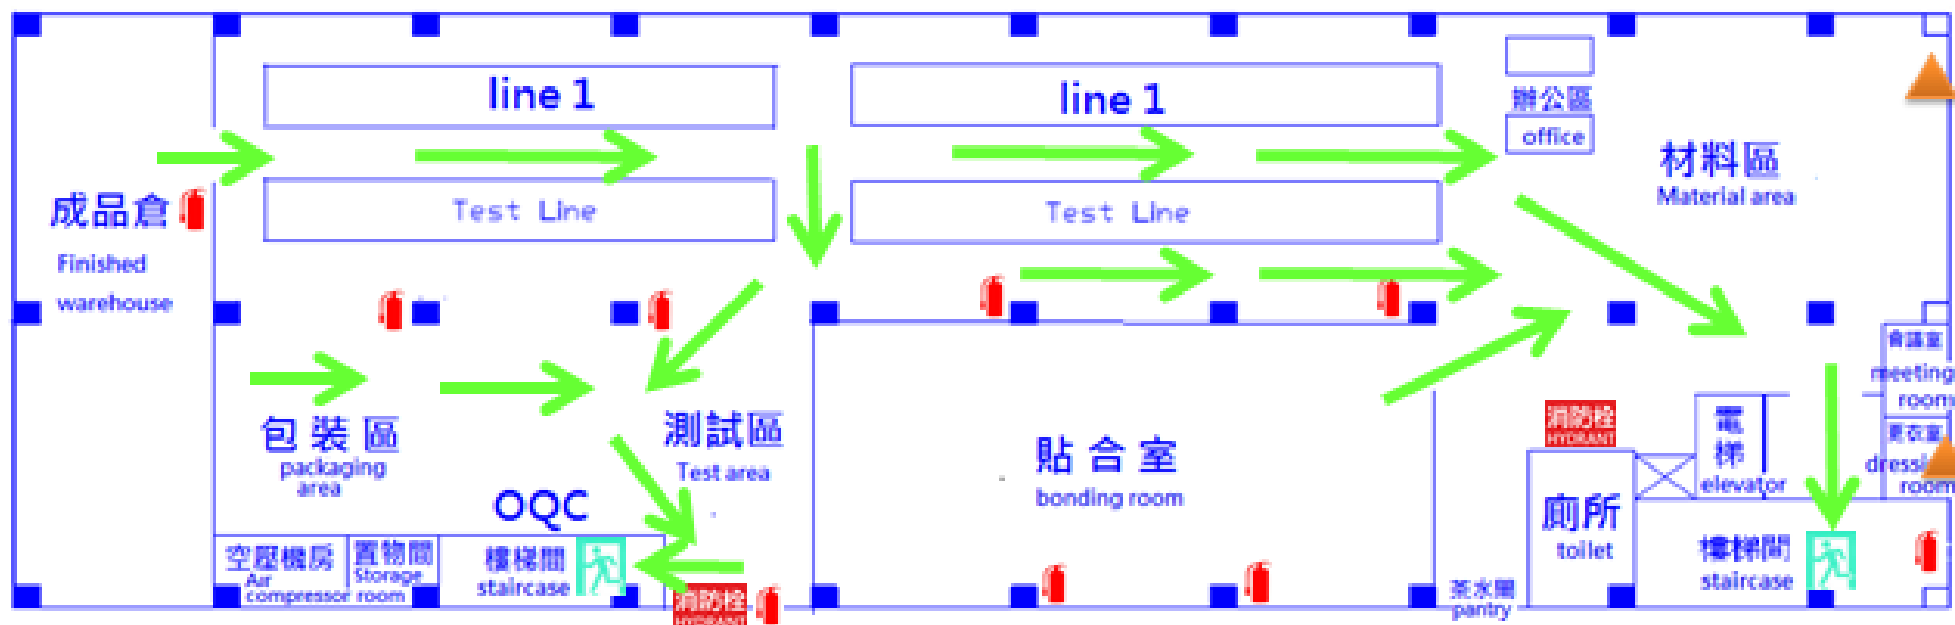 line 1
line 1
辦公區
office
材料區
Material area
成品倉
Finished
warehouse
Test Line
Test Line
包裝區
packaging
area
測試區
Test area
OQC
貼合室
bonding room
消防栓
HYDRANT
電梯
elevator
會議室
meeting
room
更衣室
room
廁所
toilet
空壓機房
Air
compressor
置物間
Storage
room
樓梯間
staircase
消防栓
HYDRANT
茶水間
pantry
樓梯間
staircase